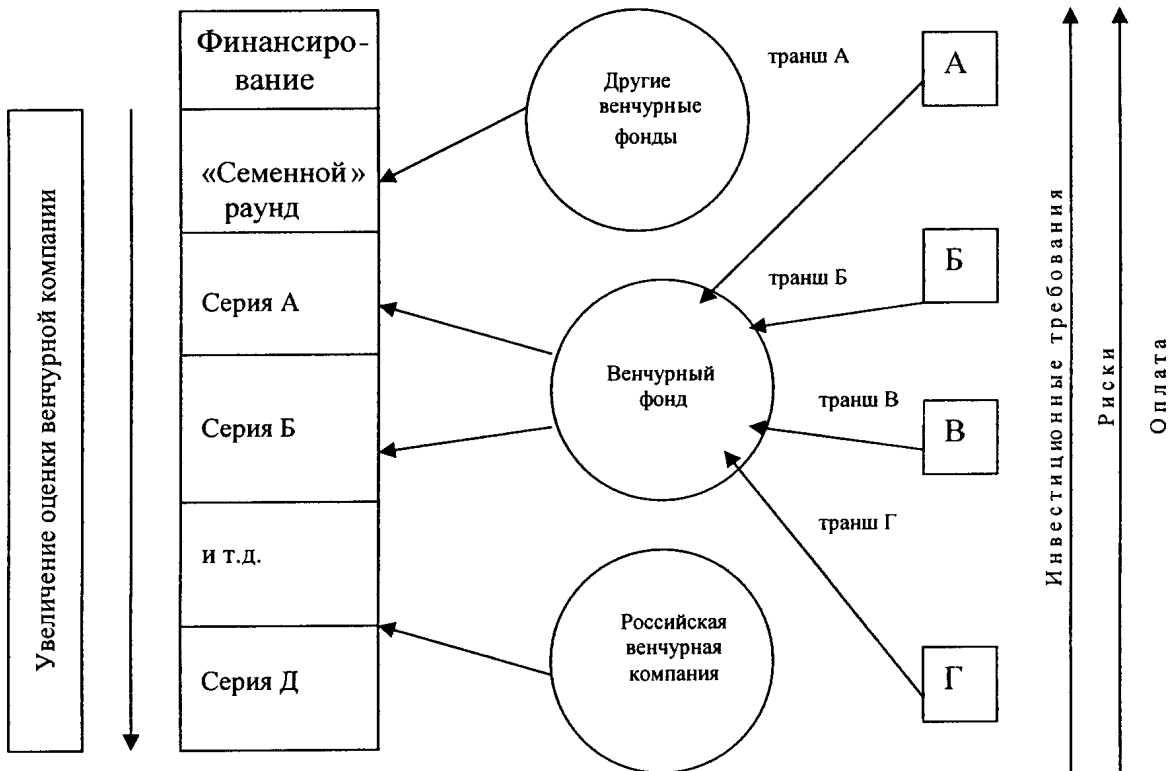 Увеличение оценки венчурной компании
Финансиро-
вание
«Семенной»
раунд
Серия А
Серия Б
и т.д.
Серия Д
Другие
венчурные
фонды
Венчурный
фонд
Российская
венчурная
компания
транш А
транш Б
транш В
транш Г
А
Б
В
Г
Инвестиционные требования
Риски
Оплата